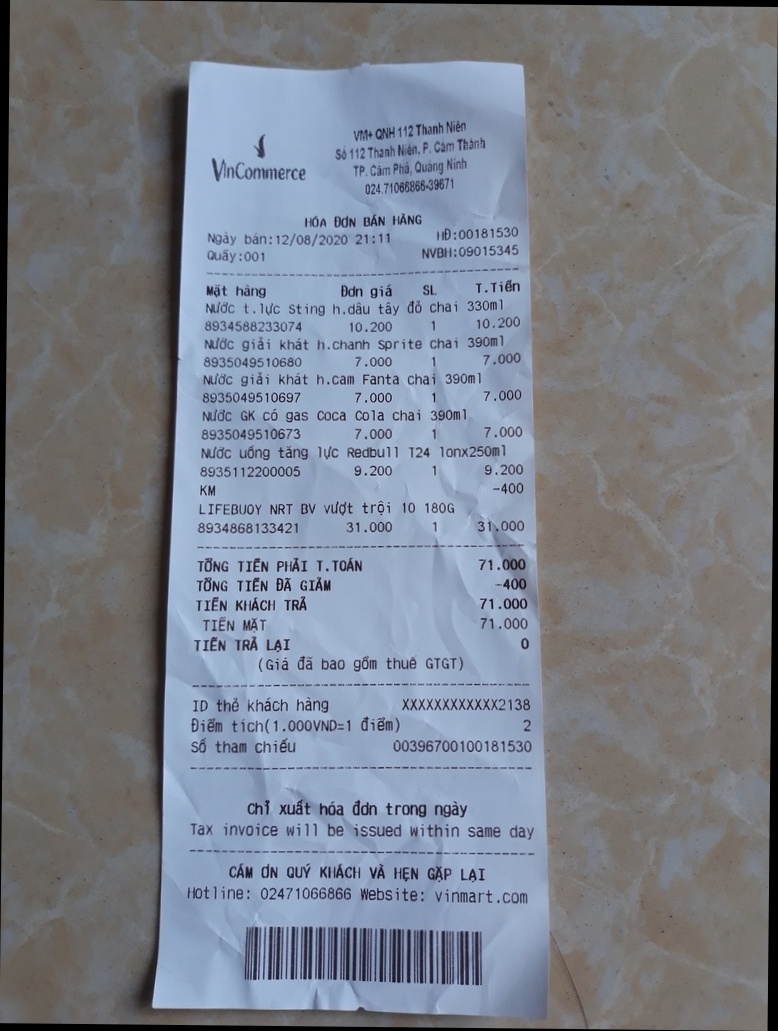 VinCommerce
VM+ QNH 112 Thanh Niên
Số 112 Thanh Niên, P. Cẩm Thành
TP. Cẩm Phả, Quảng Ninh
024.71066866-39671
HÓA ĐƠN BÁN HÀNG
Ngày bán:12/08/2020 21:11 HĐ:00181530
Quầy:001 NVBH:09015345
Mặt hàng Đơn giá SL T.Tiền
Nước t.lực Sting h.dâu tây đỏ chai 330ml
8934588233074 10.200 1 10.200
Nước giải khát h.chanh Sprite chai 390ml
8935049510680 7.000 1 7.000
Nước giải khát h.cam Fanta chai 390ml
8935049510697 7.000 1 7.000
Nước GK có gas Coca Cola chai 390ml
8935049510673 7.000 1 7.000
Nước uống tăng lực Redbull T24 lonx250ml
8935112200005 9.200 1 9.200
KM -400
LIFEBUOY NRT BV vượt trội 10 180G
8934868133421 31.000 1 31.000
TỔNG TIỀN PHẢI T.TOÁN 71.000
TỔNG TIỀN ĐÃ GIẢM -400
TIỀN KHÁCH TRẢ 71.000
TIỀN MẶT 71.000
TIỀN TRẢ LẠI 0
(Giá đã bao gồm thuế GTGT)
ID thẻ khách hàng XXXXXXXXXXXX2138
Điểm tích(1.000VND=1 điểm) 2
Số tham chiếu 00396700100181530
Chỉ xuất hóa đơn trong ngày
Tax invoice will be issued within same day
CẢM ƠN QUÝ KHÁCH VÀ HẸN GẶP LẠI
Hotline: 02471066866 Website: vinmart.com